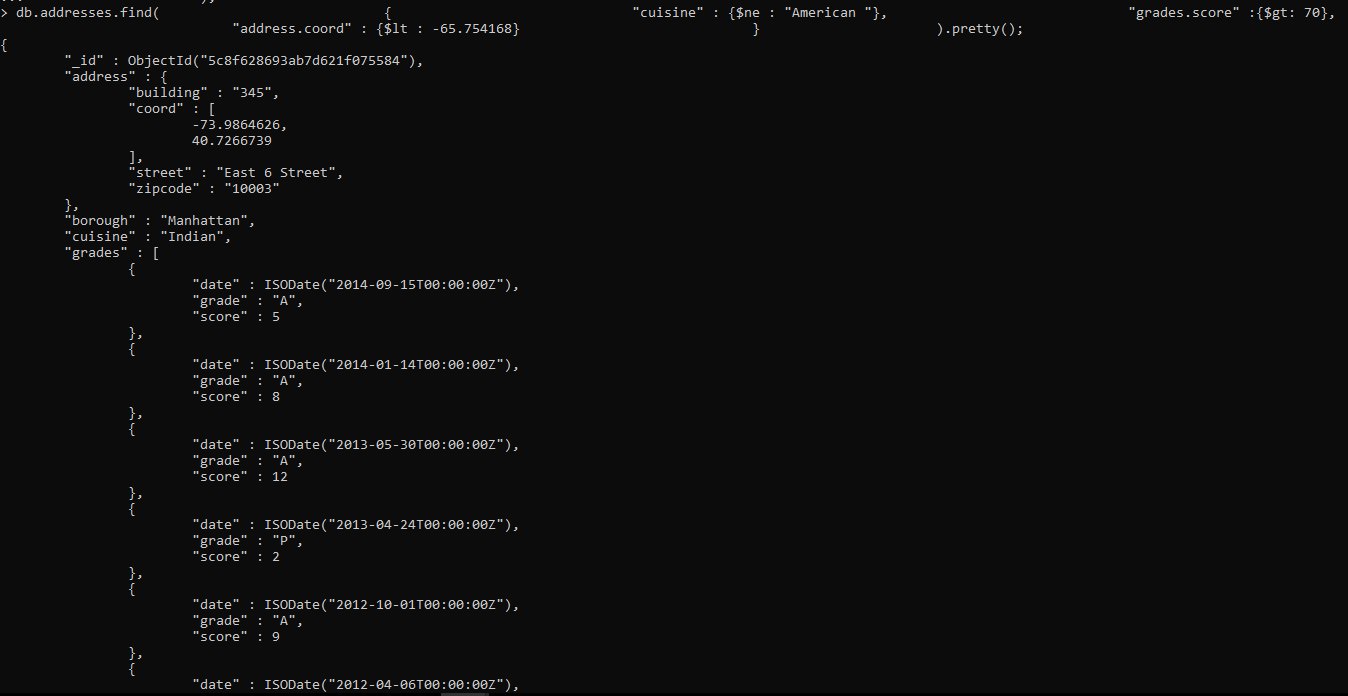 > db.addresses.find( { "cuisine" : {$ne : "American "}, "grades.score" :{$gt: 70},
"address.coord" : {$lt : -65.754168} } ).pretty();
{
"_id" : ObjectId("5c8f628693ab7d621f075584"),
"address" : {
"building" : "345",
"coord" : [
-73.9864626,
40.7266739
],
"street" : "East 6 Street",
"zipcode" : "10003"
},
"borough" : "Manhattan",
"cuisine" : "Indian",
"grades" : [
{
"date" : ISODate("2014-09-15T00:00:00Z"),
"grade" : "A",
"score" : 5
},
{
"date" : ISODate("2014-01-14T00:00:00Z"),
"grade" : "A",
"score" : 8
},
{
"date" : ISODate("2013-05-30T00:00:00Z"),
"grade" : "A",
"score" : 12
},
{
"date" : ISODate("2013-04-24T00:00:00Z"),
"grade" : "P",
"score" : 2
},
{
"date" : ISODate("2012-10-01T00:00:00Z"),
"grade" : "A",
"score" : 9
},
{
"date" : ISODate("2012-04-06T00:00:00Z"),